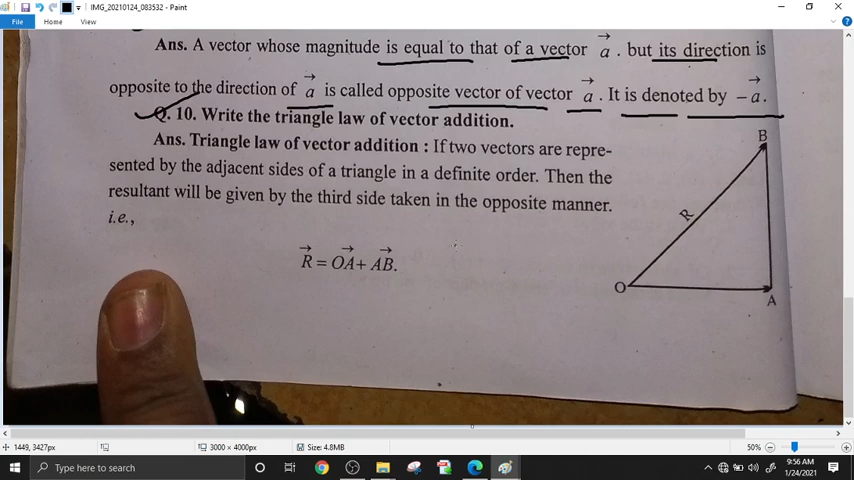 IMG_20210124_083532 - Paint
File Home View
Ans. A vector whose magnitude is equal to that of a vector a⃗. but its direction is
opposite to the direction of a⃗ is called opposite vector of vector a⃗. It is denoted by −a⃗.
Q. 10. Write the triangle law of vector addition.
Ans. Triangle law of vector addition : If two vectors are repre-
sented by the adjacent sides of a triangle in a definite order. Then the
resultant will be given by the third side taken in the opposite manner.
i.e.,
R⃗ = OA⃗ + AB⃗.
B
R
O
A
1449, 3427px
3000 × 4000px
Size: 4.8MB
50%
Type here to search
9:56 AM
1/24/2021